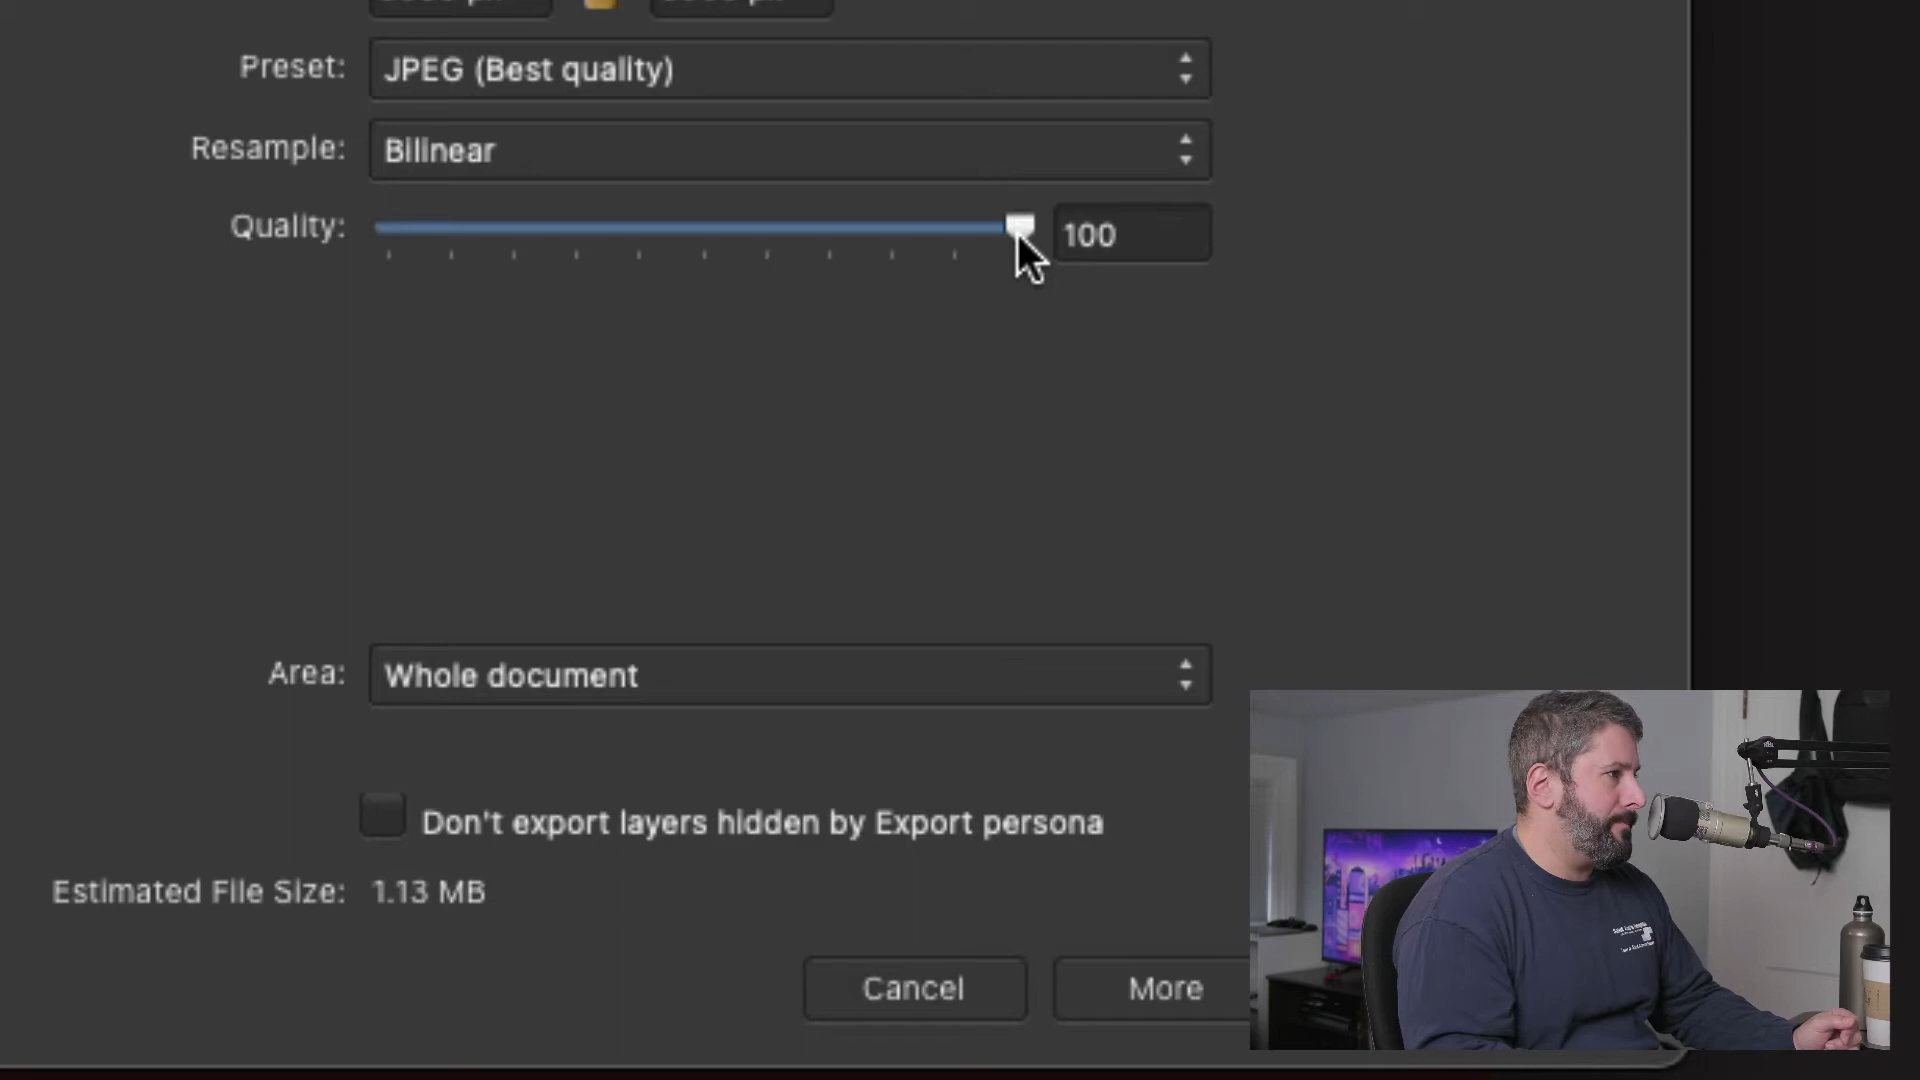 Preset: JPEG (Best quality)
Resample: Bilinear
Quality: 100
Area: Whole document
Don't export layers hidden by Export persona
Estimated File Size: 1.13 MB
Cancel More